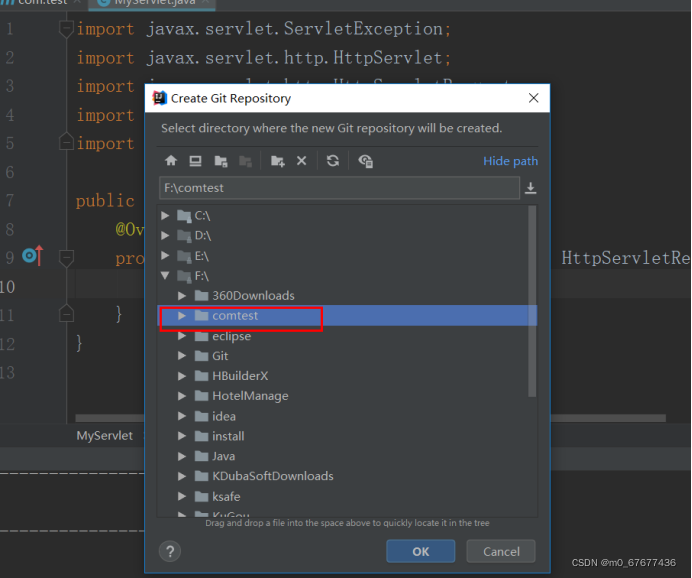 com.test MyServlet.java
1 import javax.servlet.ServletException;
2 import javax.servlet.http.HttpServlet;
3 import
4 import
5 import
6
7 public
8 @Ov
9 pro HttpServletRe
10
11 }
12 }
13
Create Git Repository
Select directory where the new Git repository will be created.
Hide path
F:\comtest
C:\
D:\
E:\
F:\
360Downloads
comtest
eclipse
Git
HBuilderX
HotelManage
idea
install
Java
KDubaSoftDownloads
ksafe
KuGou
Drag and drop a file into the space above to quickly locate it in the tree
? OK Cancel
MyServlet
CSDN @m0_67677436